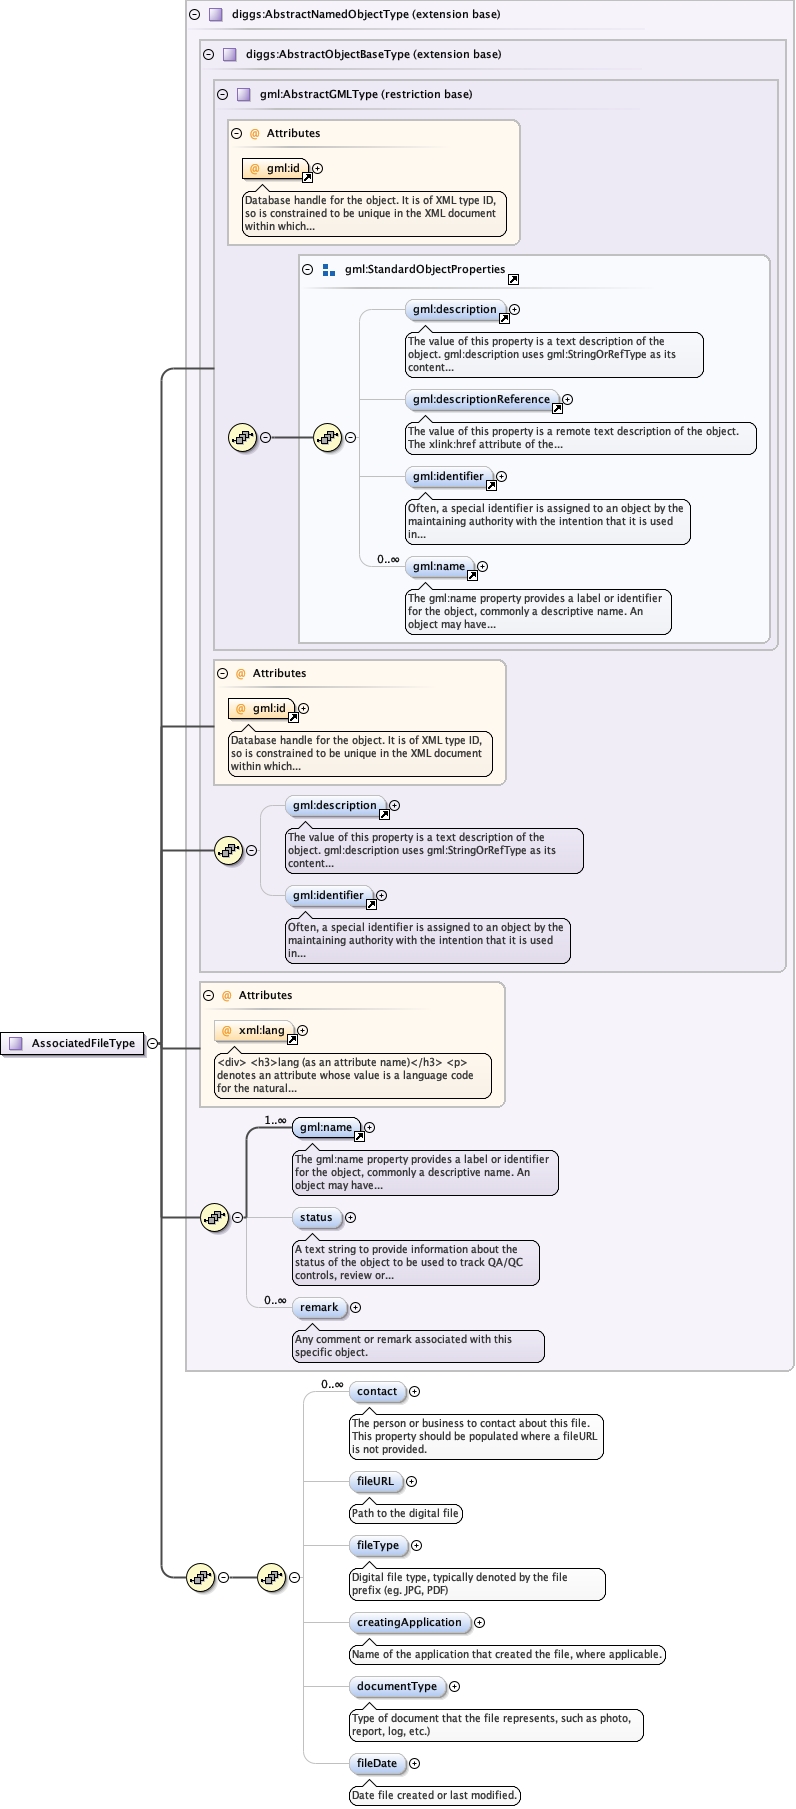 diggs:AbstractNamedObjectType (extension base)
diggs:AbstractObjectBaseType (extension base)
gml:AbstractGMLType (restriction base)
@ Attributes
@ gml:id
Database handle for the object. It is of XML type ID,
so is constrained to be unique in the XML document
within which...
gml:StandardObjectProperties
gml:description
The value of this property is a text description of the
object. gml:description uses gml:StringOrRefType as its
content...
gml:descriptionReference
The value of this property is a remote text description of the object.
The xlink:href attribute of the...
gml:identifier
Often, a special identifier is assigned to an object by the
maintaining authority with the intention that it is used
in...
0..∞
gml:name
The gml:name property provides a label or identifier
for the object, commonly a descriptive name. An
object may have...
@ Attributes
@ gml:id
Database handle for the object. It is of XML type ID,
so is constrained to be unique in the XML document
within which...
gml:description
The value of this property is a text description of the
object. gml:description uses gml:StringOrRefType as its
content...
gml:identifier
Often, a special identifier is assigned to an object by the
maintaining authority with the intention that it is used
in...
@ Attributes
@ xml:lang
AssociatedFileType
<div> <h3>lang (as an attribute name)</h3> <p>
denotes an attribute whose value is a language code
for the natural...
1..∞
gml:name
The gml:name property provides a label or identifier
for the object, commonly a descriptive name. An
object may have...
status
A text string to provide information about the
status of the object to be used to track QA/QC
controls, review or...
0..∞
remark
Any comment or remark associated with this
specific object.
0..∞
contact
The person or business to contact about this file.
This property should be populated where a fileURL
is not provided.
fileURL
Path to the digital file
fileType
Digital file type, typically denoted by the file
prefix (eg. JPG, PDF)
creatingApplication
Name of the application that created the file, where applicable.
documentType
Type of document that the file represents, such as photo,
report, log, etc.)
fileDate
Date file created or last modified.